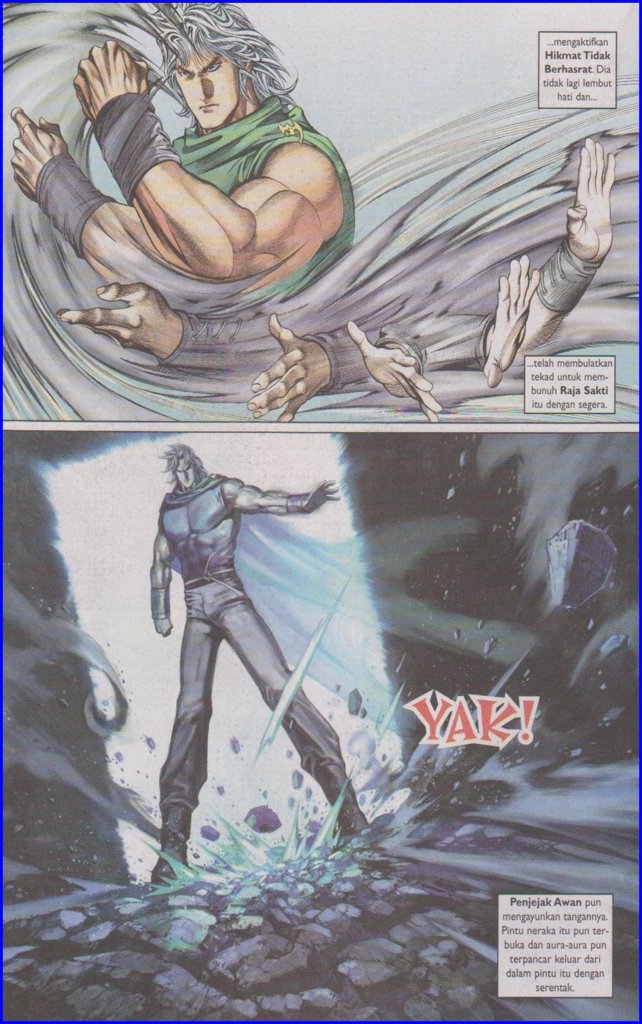 ...mengaktifkan
Hikmat Tidak
Berhasrat. Dia
tidak lagi lembut
hati dan...
...telah membulatkan
tekad untuk mem-
bunuh Raja Sakti
itu dengan segera.
YAK!
Penjejak Awan pun
mengayunkan tangannya.
Pintu neraka itu pun ter-
buka dan aura-aura pun
terpancar keluar dari
dalam pintu itu dengan
serentak.